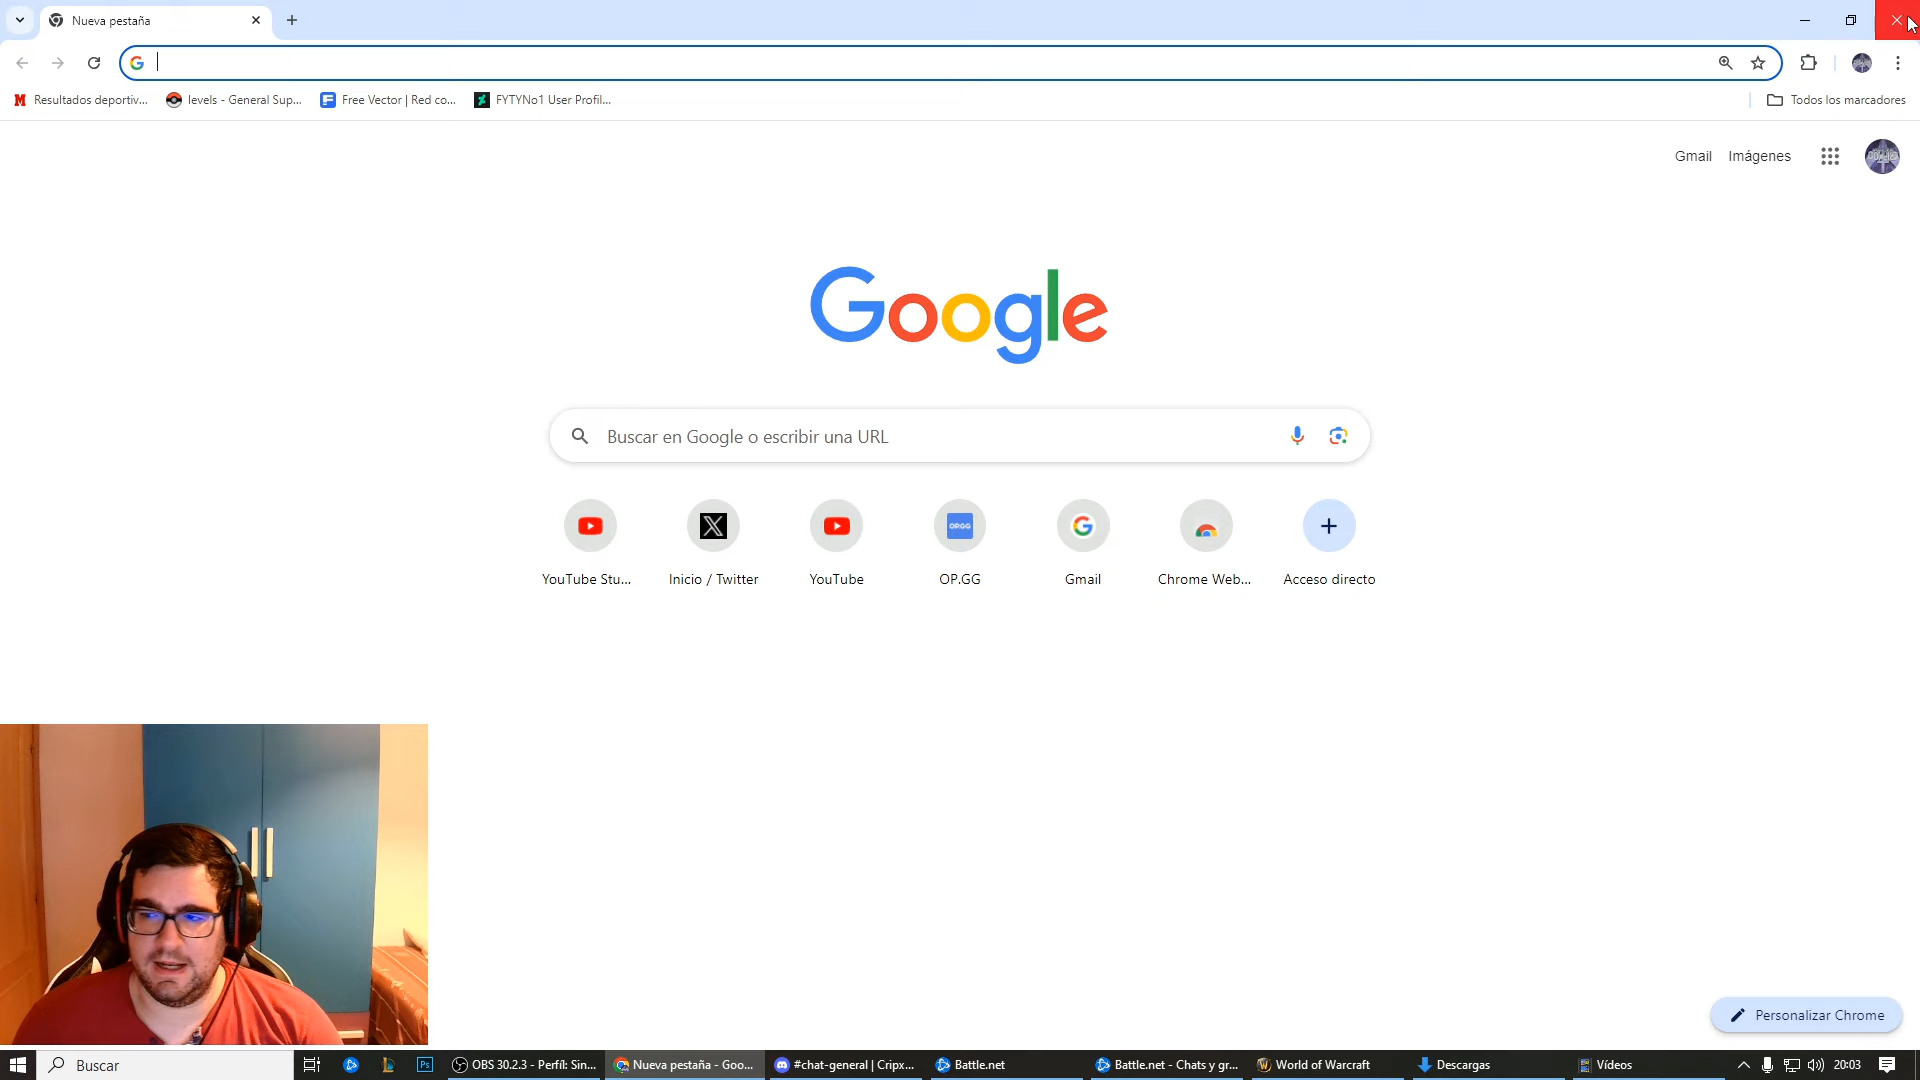 Nueva pestaña
Resultados deportiv...
levels - General Sup...
Free Vector | Red co...
FYTYNo1 User Profil...
Todos los marcadores
Gmail
Imágenes
Google
Buscar en Google o escribir una URL
YouTube Stu...
Inicio / Twitter
YouTube
OP.GG
OP.GG
Gmail
Chrome Web...
Acceso directo
Personalizar Chrome
Buscar
Ps
OBS 30.2.3 - Perfil: Sin...
Nueva pestaña - Goo...
#chat-general | Cripx...
Battle.net
Battle.net - Chats y gr...
World of Warcraft
Descargas
Vídeos
20:03